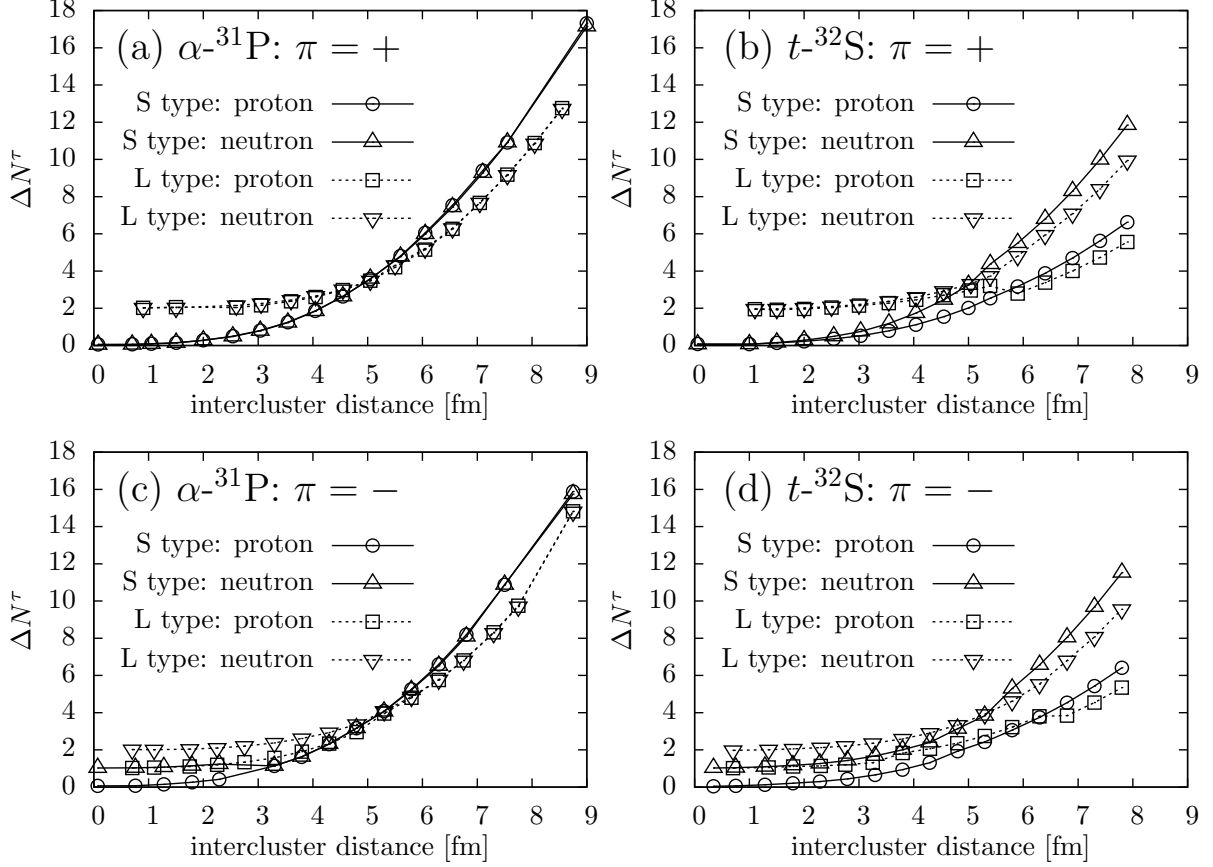 (a) α-³¹P: π = +
S type: proton
S type: neutron
L type: proton
L type: neutron
ΔN^τ
18
16
14
12
10
8
6
4
2
0
0 1 2 3 4 5 6 7 8 9
intercluster distance [fm]
(b) t-³²S: π = +
S type: proton
S type: neutron
L type: proton
L type: neutron
ΔN^τ
18
16
14
12
10
8
6
4
2
0
0 1 2 3 4 5 6 7 8 9
intercluster distance [fm]
(c) α-³¹P: π = −
S type: proton
S type: neutron
L type: proton
L type: neutron
ΔN^τ
18
16
14
12
10
8
6
4
2
0
0 1 2 3 4 5 6 7 8 9
intercluster distance [fm]
(d) t-³²S: π = −
S type: proton
S type: neutron
L type: proton
L type: neutron
ΔN^τ
18
16
14
12
10
8
6
4
2
0
0 1 2 3 4 5 6 7 8 9
intercluster distance [fm]